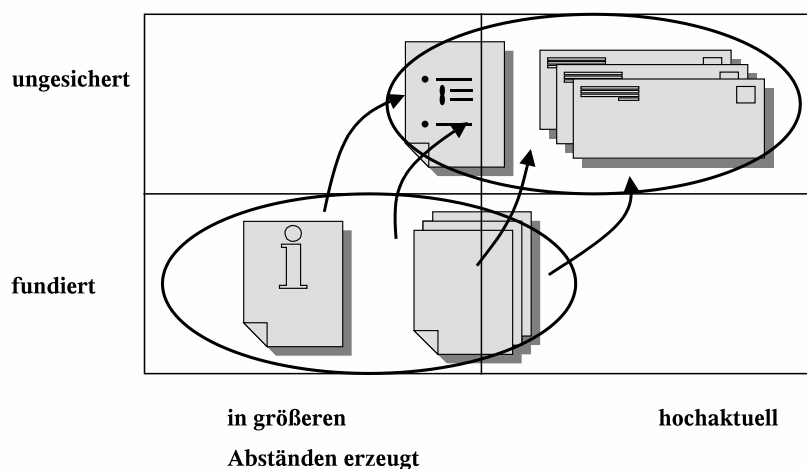 ungesichert
i
fundiert
in größeren
Abständen erzeugt
hochaktuell